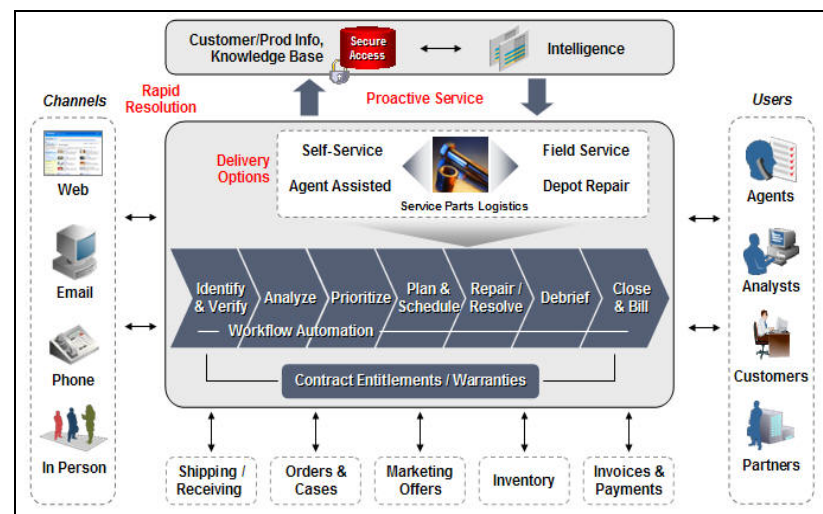 Customer/Prod Info,
Knowledge Base
Secure
Access
Intelligence
Channels
Rapid
Resolution
Proactive Service
Users
Web
Email
Phone
In Person
Delivery
Options
Self-Service
Agent Assisted
Field Service
Depot Repair
Service Parts Logistics
Identify
& Verify
Analyze
Prioritize
Plan &
Schedule
Repair /
Resolve
Debrief
Close
& Bill
Workflow Automation
Contract Entitlements / Warranties
Agents
Analysts
Customers
Partners
Shipping /
Receiving
Orders &
Cases
Marketing
Offers
Inventory
Invoices &
Payments